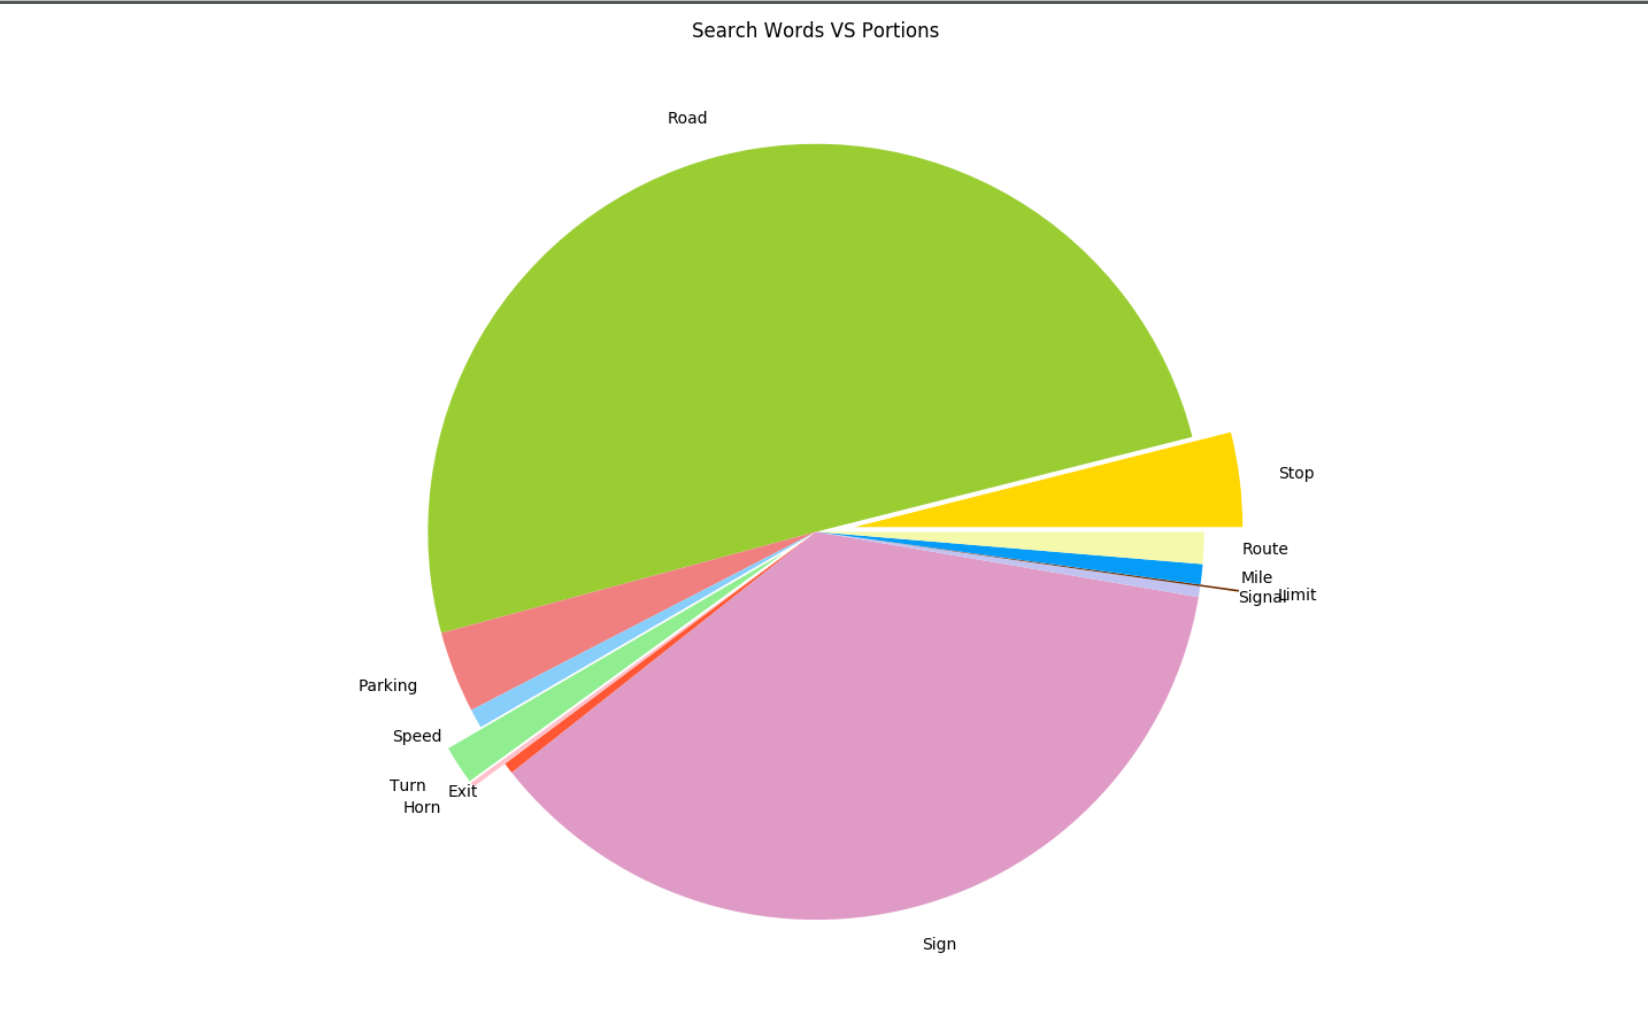 Search Words VS Portions
Road
Stop
Route
Mile
Signal
Limit
Parking
Speed
Turn
Exit
Horn
Sign